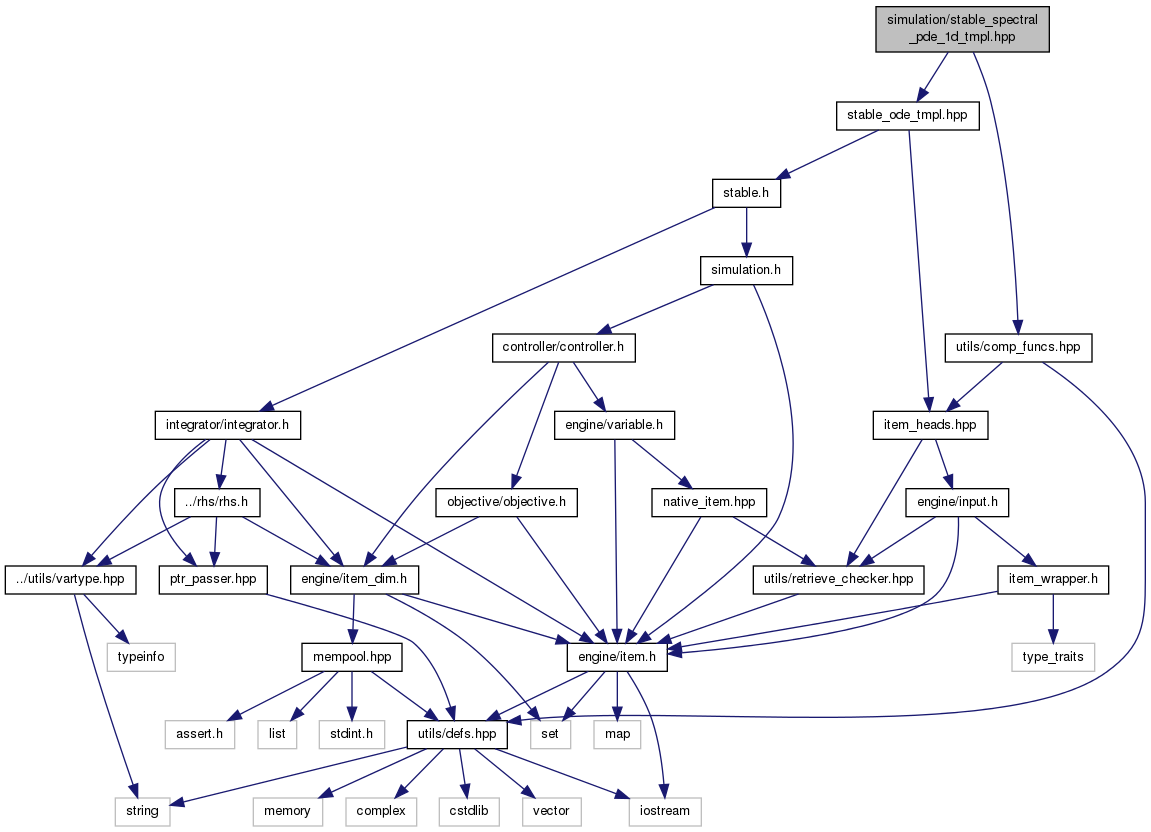 simulation/stable_spectral
_pde_1d_tmpl.hpp
stable_ode_tmpl.hpp
stable.h
simulation.h
controller/controller.h
utils/comp_funcs.hpp
integrator/integrator.h
engine/variable.h
item_heads.hpp
../rhs/rhs.h
objective/objective.h
native_item.hpp
engine/input.h
../utils/vartype.hpp
ptr_passer.hpp
engine/item_dim.h
utils/retrieve_checker.hpp
item_wrapper.h
typeinfo
mempool.hpp
engine/item.h
type_traits
assert.h
list
stdint.h
utils/defs.hpp
set
map
string
memory
complex
cstdlib
vector
iostream